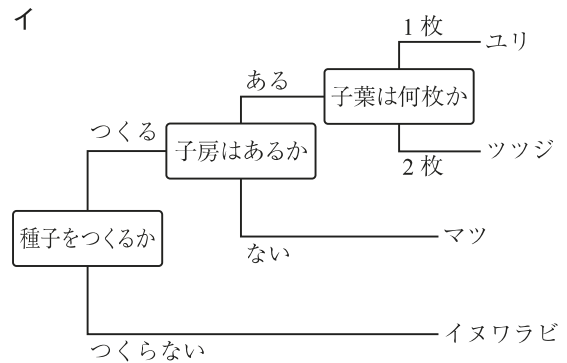 イ
1 枚
ユリ
ある
子葉は何枚か
つくる
子房はあるか
ツツジ
2 枚
種子をつくるか
マツ
ない
イヌワラビ
つくらない